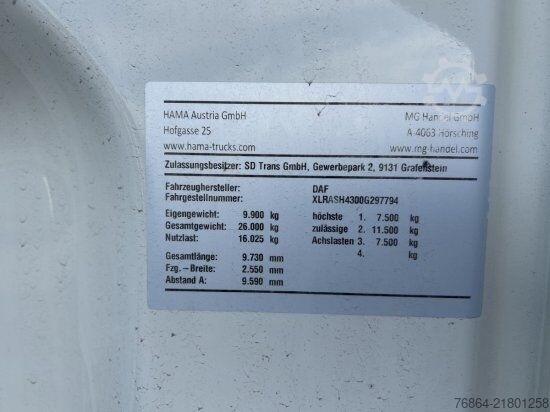 HAMA Austria GmbH MG Handel GmbH
Hofgasse 25 A-4063 Hörsching
www.hama-trucks.com www.mg-handel.com
Zulassungsbesitzer: SD Trans GmbH, Gewerbepark 2, 9131 Grafenstein
Fahrzeughersteller: DAF
Fahrgestellnummer: XLRASH4300G297794
Eigengewicht: 9.900 kg höchste 1. 7.500 kg
Gesamtgewicht: 26.000 kg zulässige 2. 11.500 kg
Nutzlast: 16.025 kg Achslasten 3. 7.500 kg
4. kg
Gesamtlänge: 9.730 mm
Fzg.-Breite: 2.550 mm
Abstand A: 9.590 mm
76864-21801258